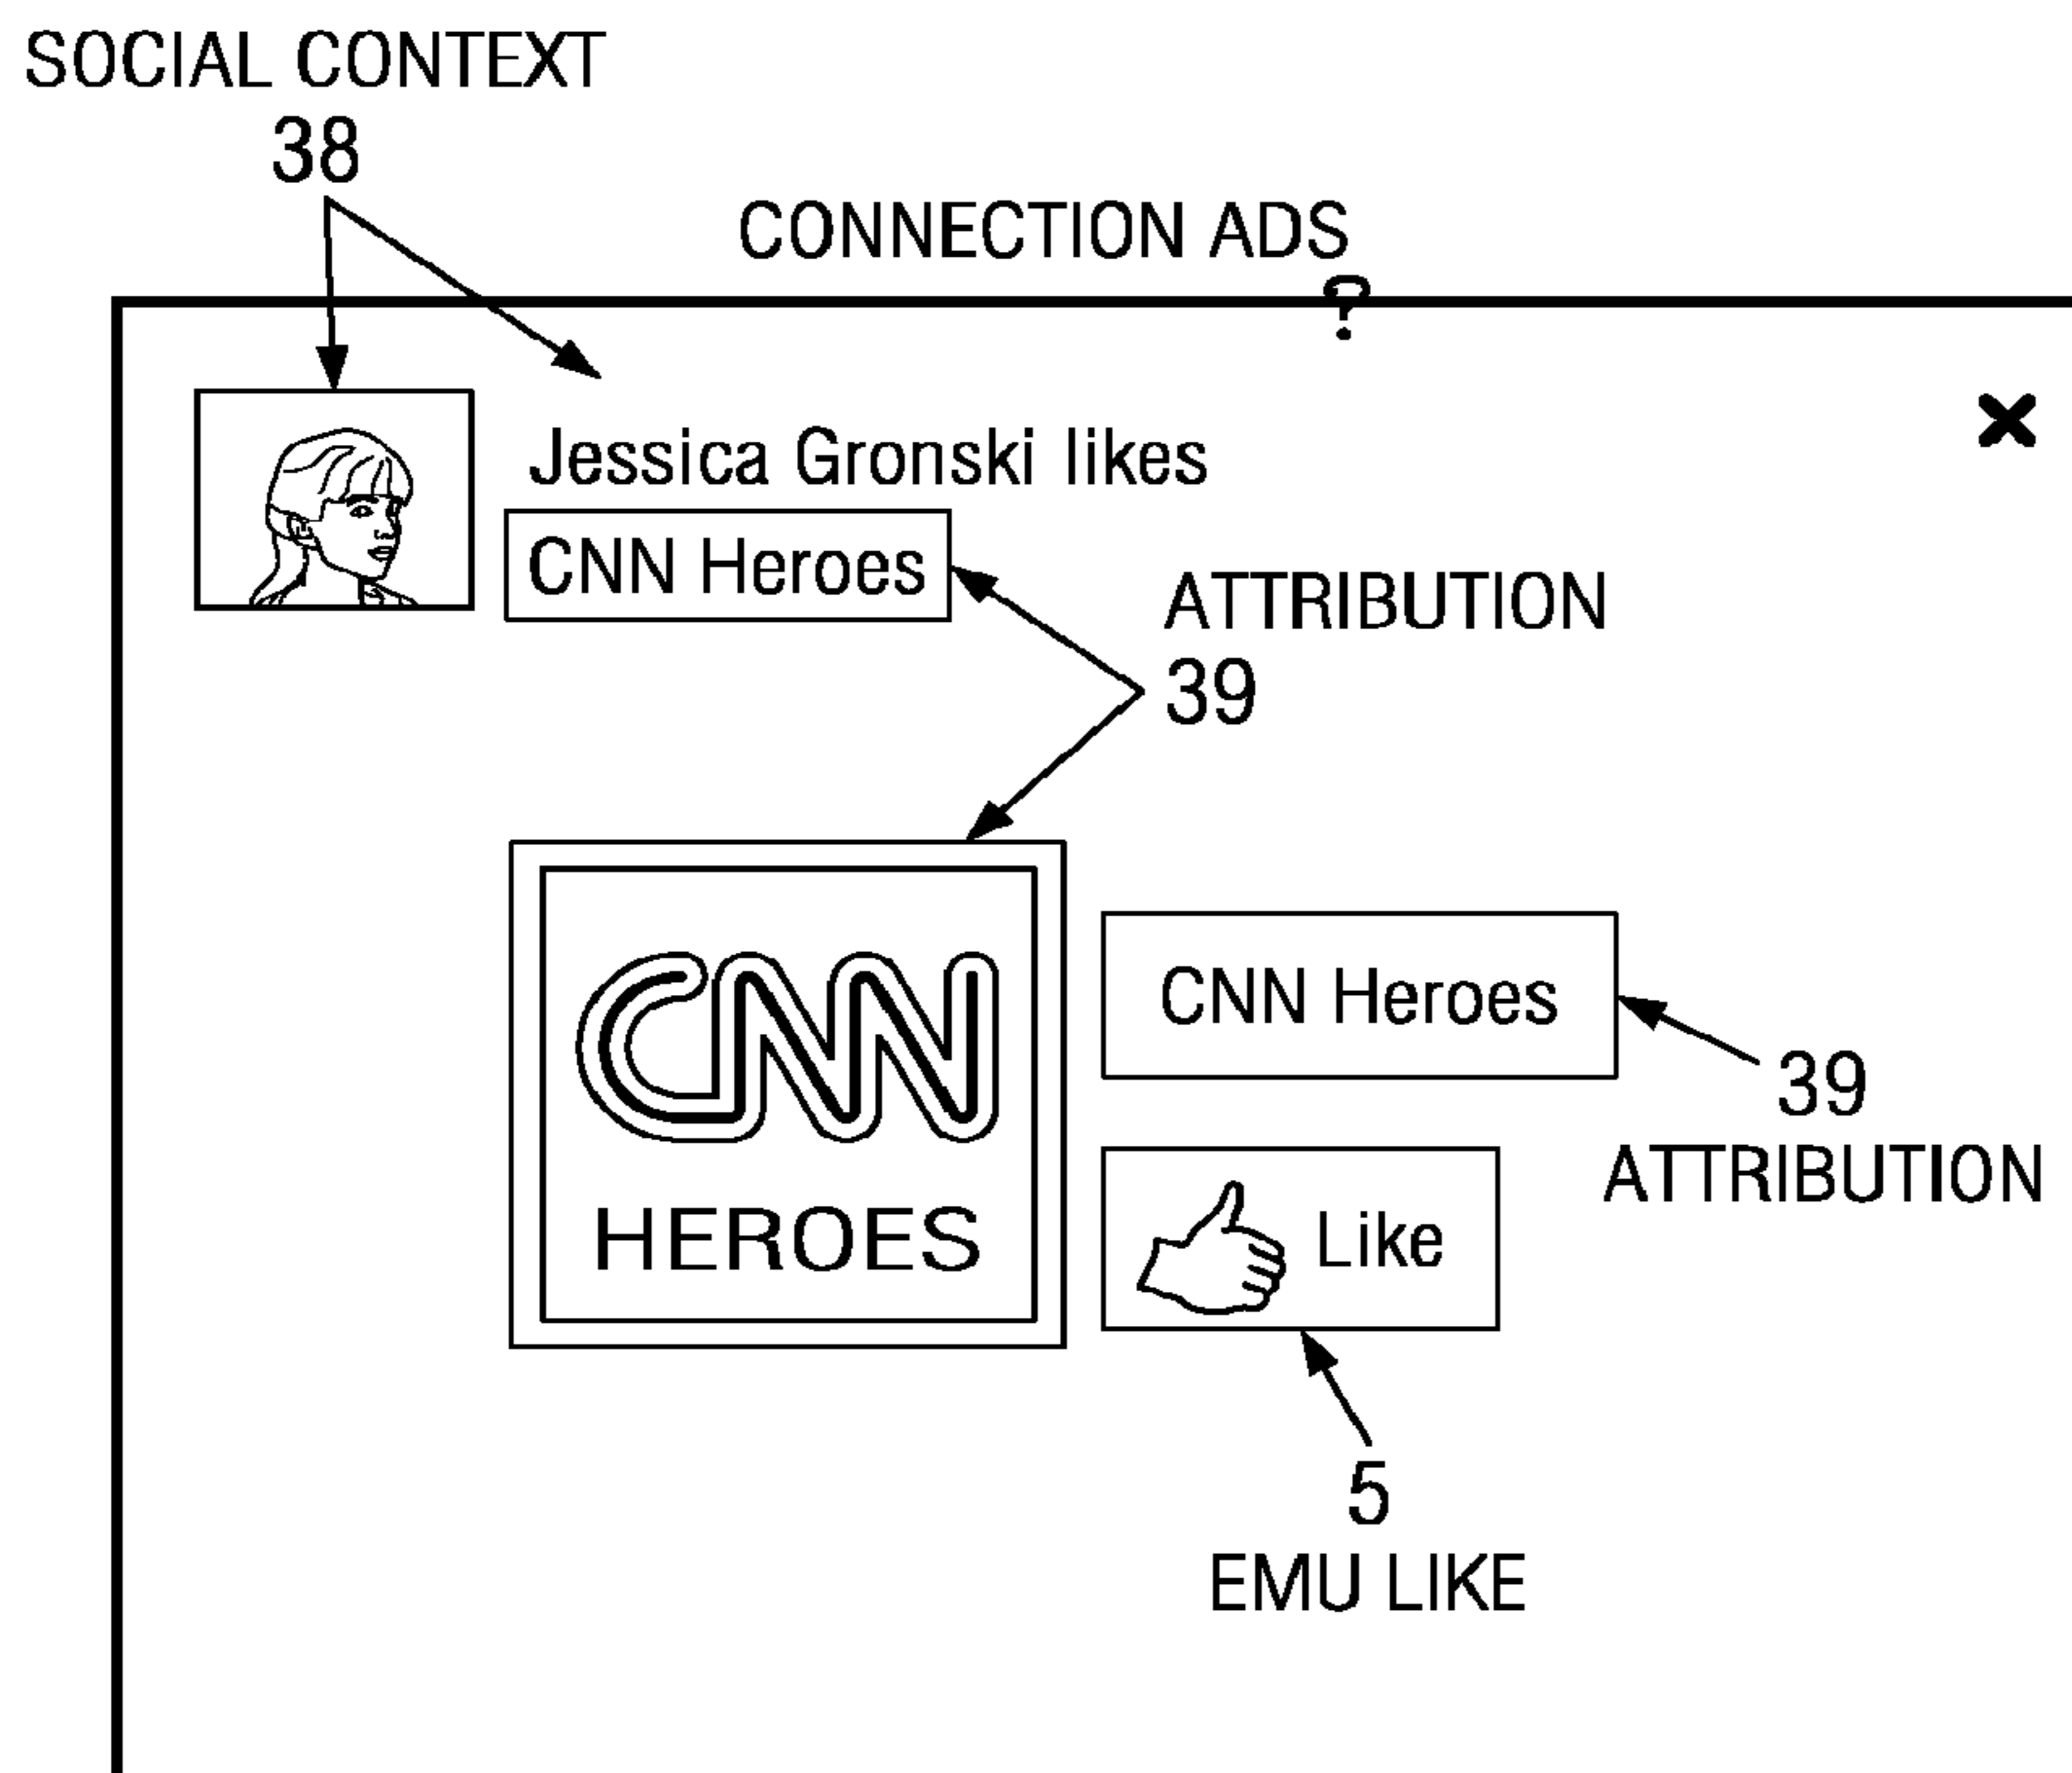 SOCIAL CONTEXT
38
CONNECTION ADS
?
Jessica Gronski likes
CNN Heroes
ATTRIBUTION
39
CNN
HEROES
CNN Heroes
39
ATTRIBUTION
Like
5
EMU LIKE